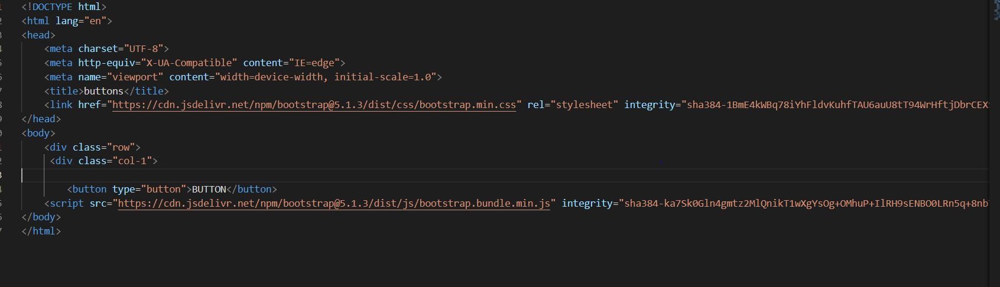 <!DOCTYPE html>
<html lang="en">
<head>
<meta charset="UTF-8">
<meta http-equiv="X-UA-Compatible" content="IE=edge">
<meta name="viewport" content="width=device-width, initial-scale=1.0">
<title>buttons</title>
<link href="https://cdn.jsdelivr.net/npm/bootstrap@5.1.3/dist/css/bootstrap.min.css" rel="stylesheet" integrity="sha384-1BmE4kWBq78iYhFldvKuhfTAU6auU8tT94WrHftjDbrCEX
</head>
<body>
<div class="row">
<div class="col-1">
<button type="button">BUTTON</button>
<script src="https://cdn.jsdelivr.net/npm/bootstrap@5.1.3/dist/js/bootstrap.bundle.min.js" integrity="sha384-ka7Sk0Gln4gmtz2MlQnikT1wXgYsOg+OMhuP+IlRH9sENBO0LRn5q+8nb
</body>
</html>